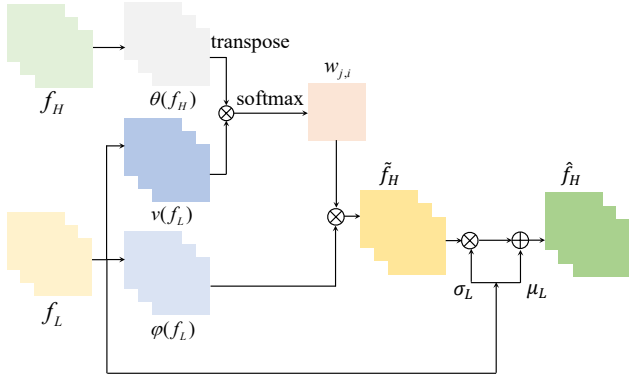 transpose
f_H
θ(f_H)
softmax
w_{j,i}
v(f_L)
f̃_H
f̂_H
f_L
φ(f_L)
σ_L
μ_L